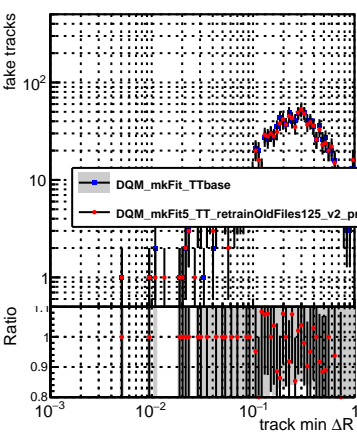 fake tracks
10²
10
1
DQM_mkFit_TTbase
DQM_mkFit5_TT_retrainOldFiles125_v2_pr
Ratio
1.1
1
0.9
0.8
10⁻³
10⁻²
10⁻¹
1
track min ΔR